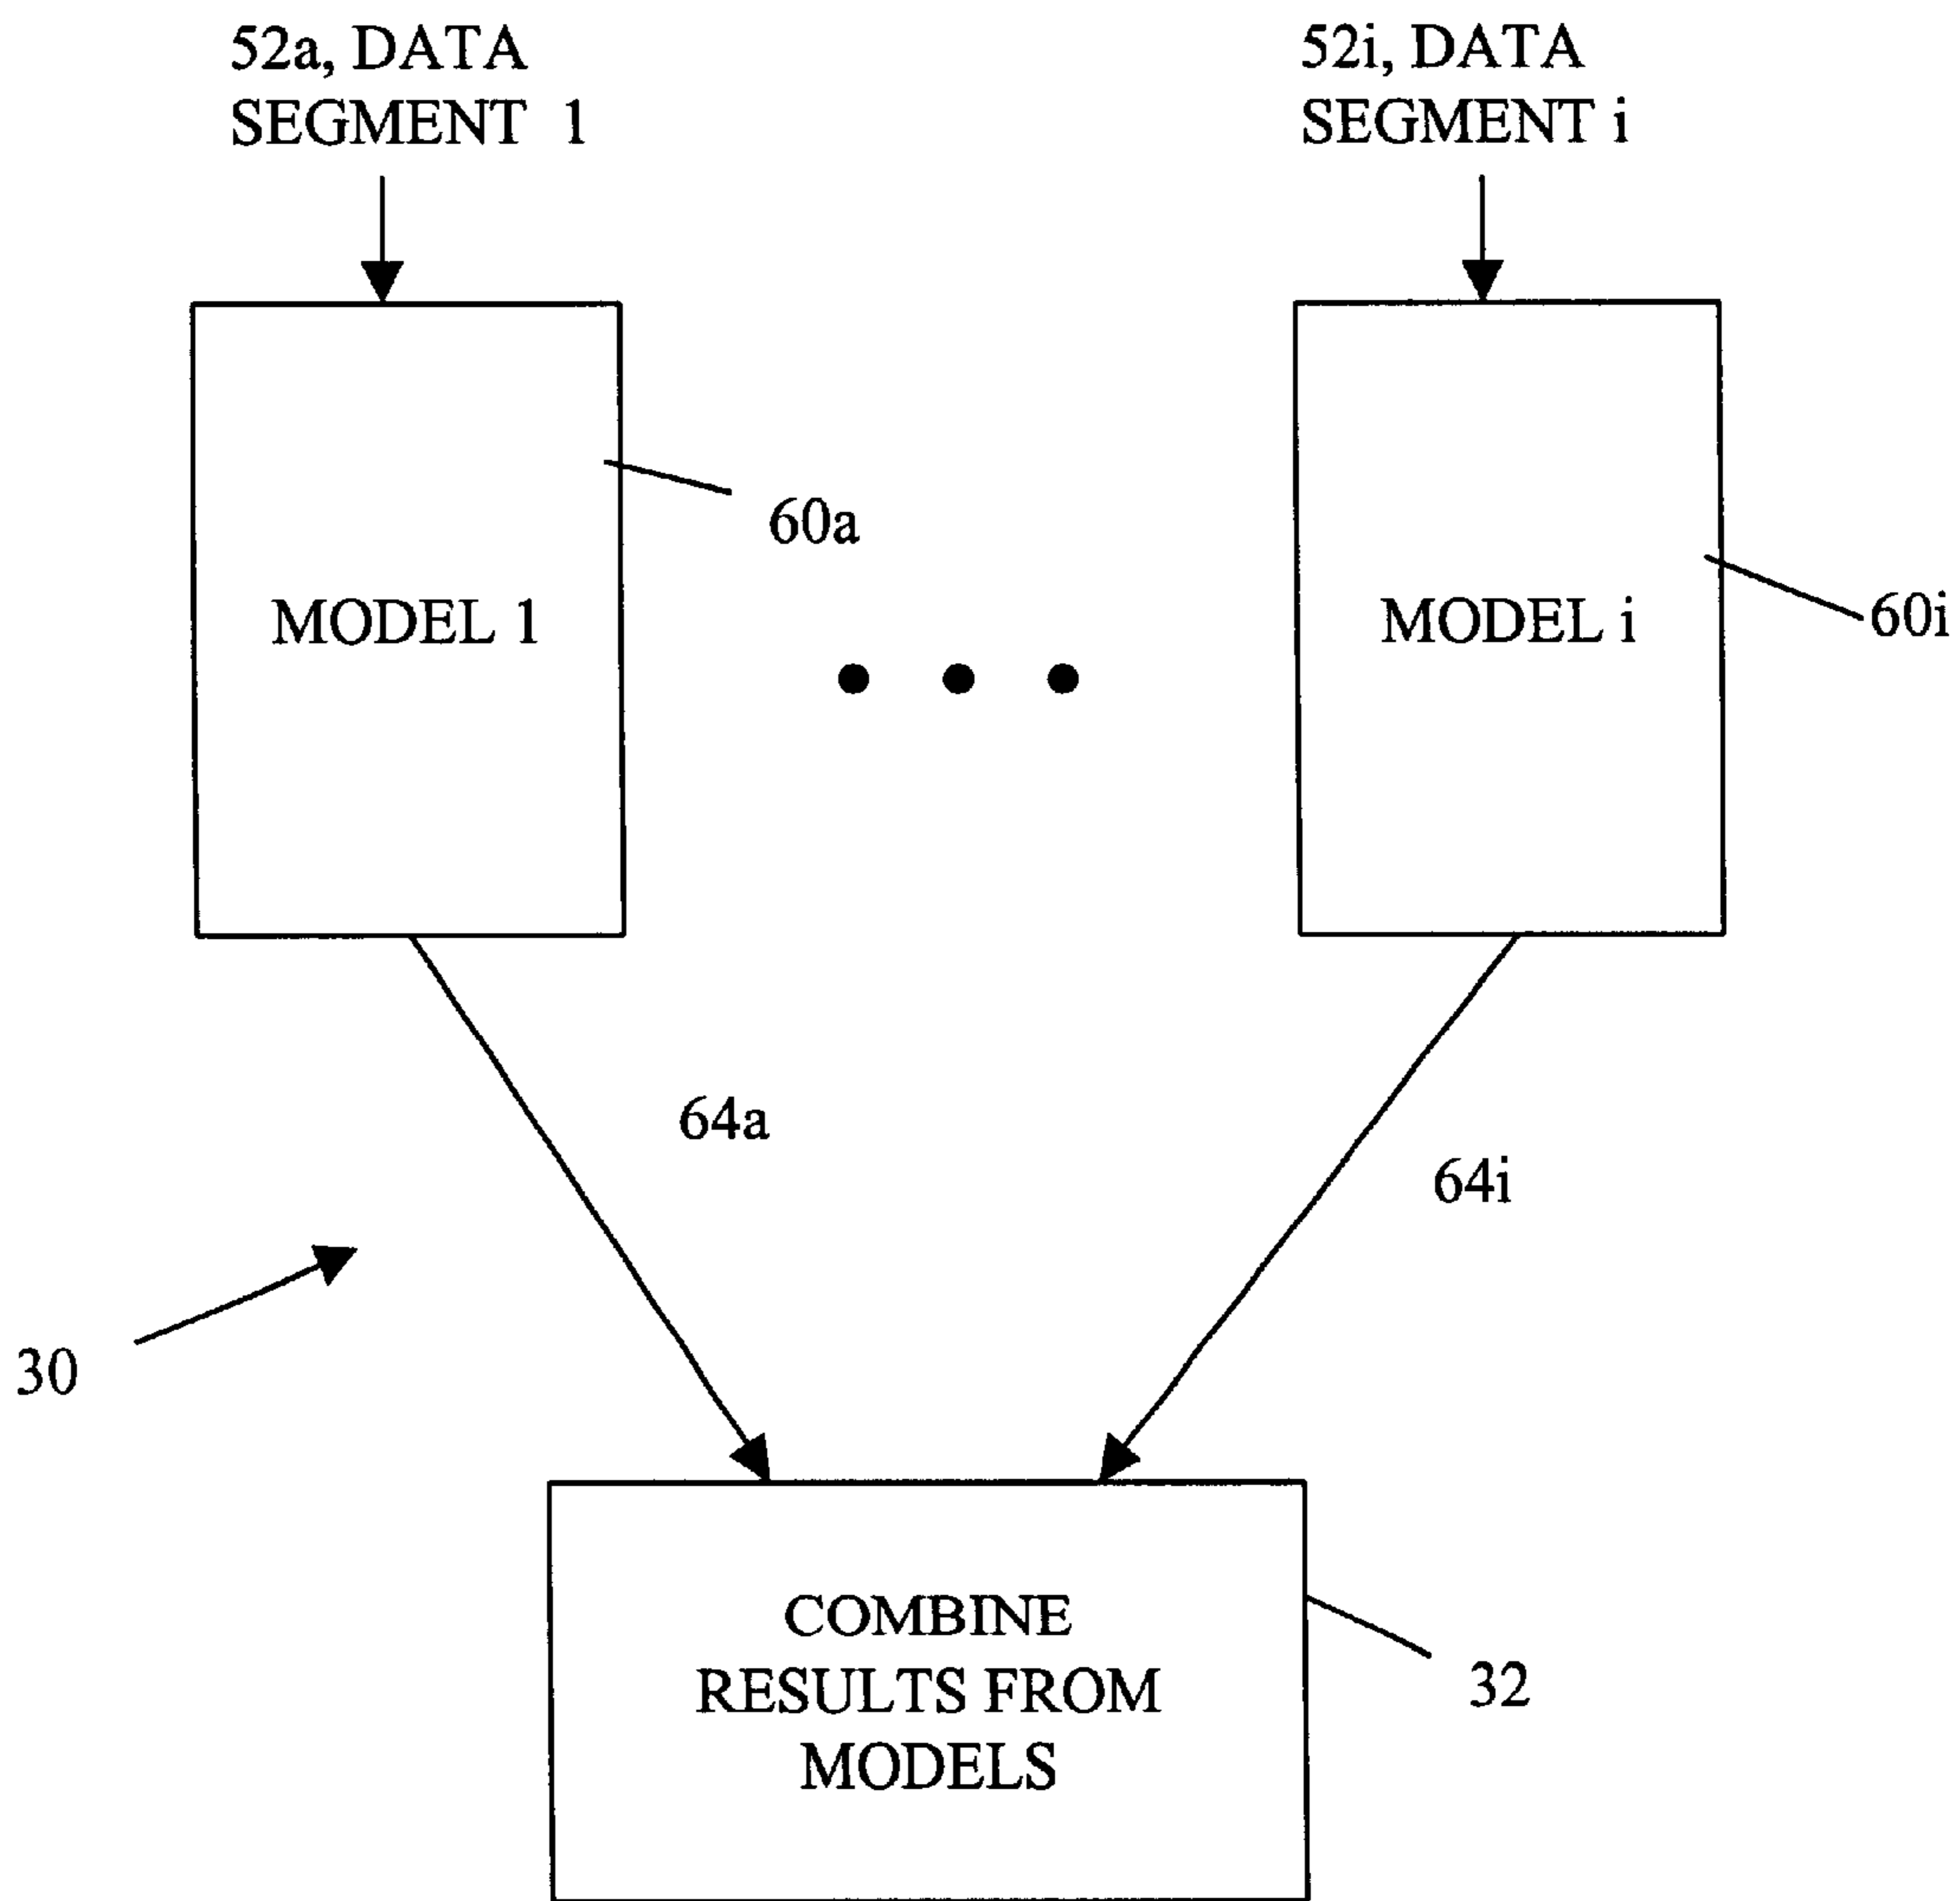 52a, DATA
SEGMENT 1
52i, DATA
SEGMENT i
60a
MODEL 1
MODEL i
60i
64a
64i
30
COMBINE
RESULTS FROM
MODELS
32